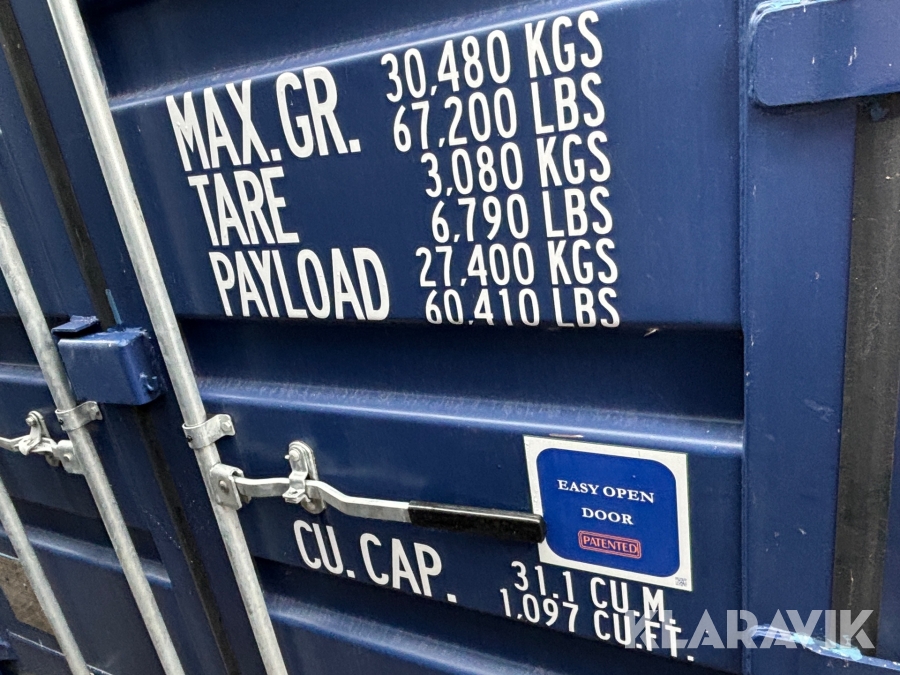 MAX.GR. 30,480 KGS
67,200 LBS
TARE 3,080 KGS
6,790 LBS
PAYLOAD 27,400 KGS
60,410 LBS
EASY OPEN
DOOR
PATENTED
CU.CAP. 31.1 CU.M.
1,097 CU.FT.
KLARAVIK